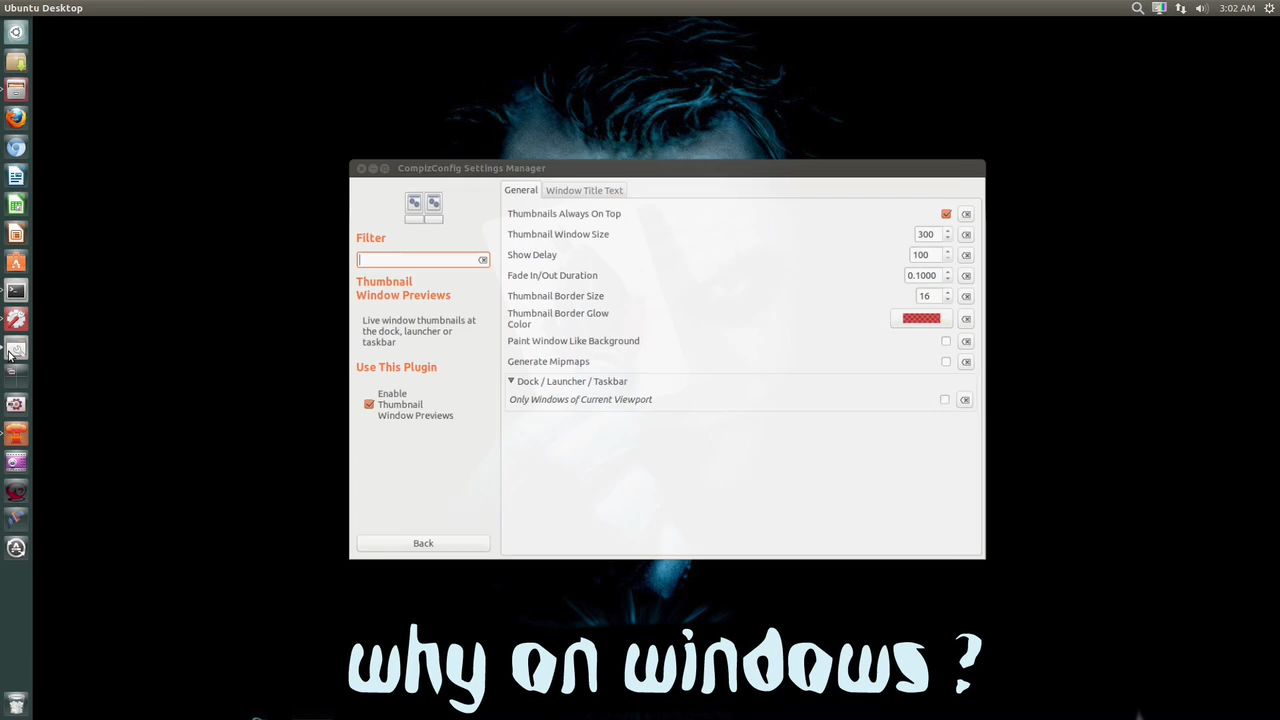 Ubuntu Desktop
3:02 AM
CompizConfig Settings Manager
General
Window Title Text
Filter
Thumbnail
Window Previews
Live window thumbnails at
the dock, launcher or
taskbar
Use This Plugin
Enable
Thumbnail
Window Previews
Back
Thumbnails Always On Top
Thumbnail Window Size
300
Show Delay
100
Fade In/Out Duration
0.1000
Thumbnail Border Size
16
Thumbnail Border Glow
Color
Paint Window Like Background
Generate Mipmaps
Dock / Launcher / Taskbar
Only Windows of Current Viewport
why on windows ?